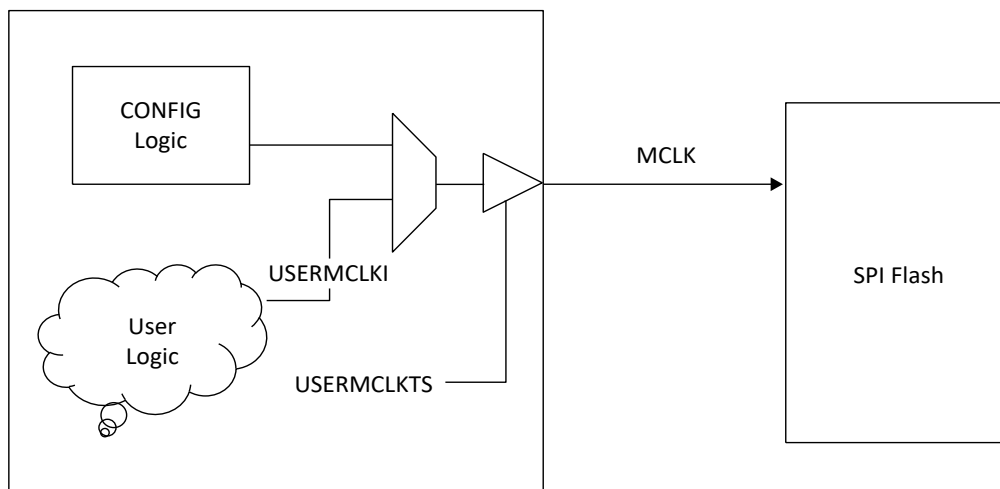 CONFIG
Logic
MCLK
USERMCLKI
SPI Flash
User
Logic
USERMCLKTS